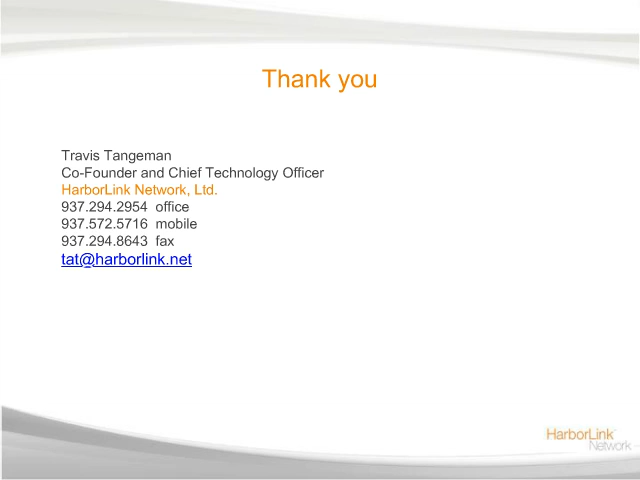 Thank you
Travis Tangeman
Co-Founder and Chief Technology Officer
HarborLink Network, Ltd.
937.294.2954 office
937.572.5716 mobile
937.294.8643 fax
tat@harborlink.net
HarborLink
Network